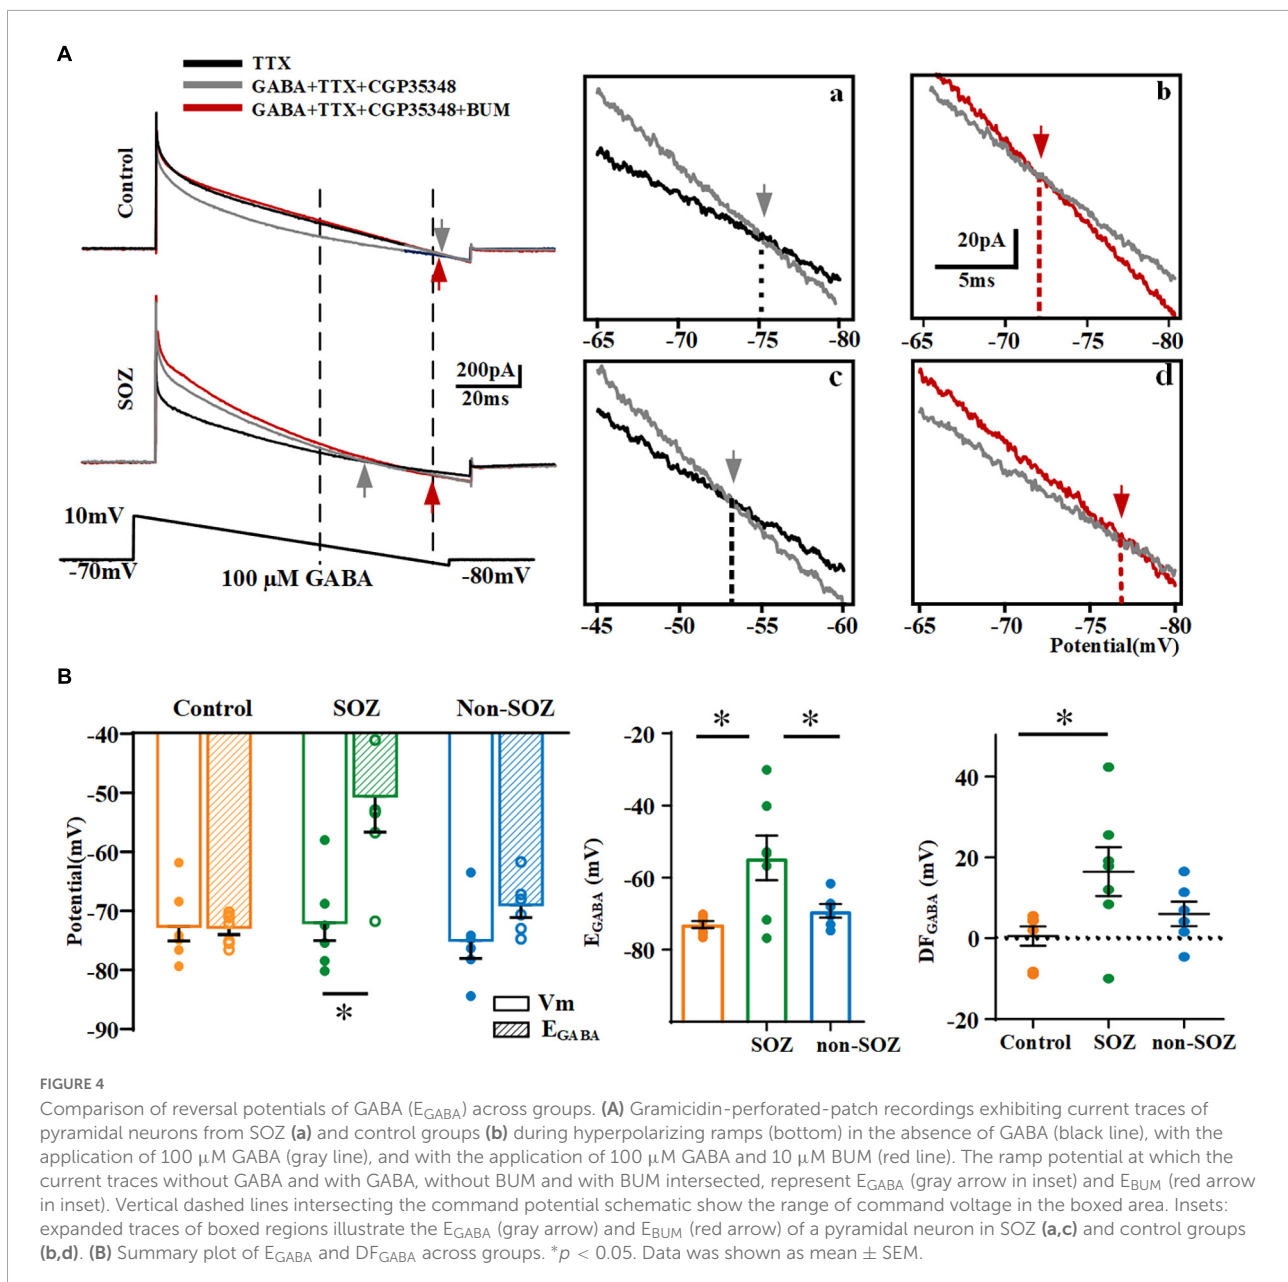 A
TTX
GABA+TTX+CGP35348
GABA+TTX+CGP35348+BUM
Control
SOZ
200pA
20ms
10mV
-70mV
100 μM GABA
-80mV
a
-65 -70 -75 -80
b
20pA
5ms
-65 -70 -75 -80
c
-45 -50 -55 -60
d
-65 -70 -75 -80
Potential(mV)
B
Control SOZ Non-SOZ
Potential(mV)
-40
-50
-60
-70
-80
-90
*
Vm
EGABA
EGABA (mV)
-20
-40
-60
-80
* *
SOZ non-SOZ
DFGABA (mV)
40
20
0
-20
*
Control SOZ non-SOZ
FIGURE 4
Comparison of reversal potentials of GABA (EGABA) across groups. (A) Gramicidin-perforated-patch recordings exhibiting current traces of
pyramidal neurons from SOZ (a) and control groups (b) during hyperpolarizing ramps (bottom) in the absence of GABA (black line), with the
application of 100 μM GABA (gray line), and with the application of 100 μM GABA and 10 μM BUM (red line). The ramp potential at which the
current traces without GABA and with GABA, without BUM and with BUM intersected, represent EGABA (gray arrow in inset) and EBUM (red arrow
in inset). Vertical dashed lines intersecting the command potential schematic show the range of command voltage in the boxed area. Insets:
expanded traces of boxed regions illustrate the EGABA (gray arrow) and EBUM (red arrow) of a pyramidal neuron in SOZ (a,c) and control groups
(b,d). (B) Summary plot of EGABA and DFGABA across groups. *p < 0.05. Data was shown as mean ± SEM.